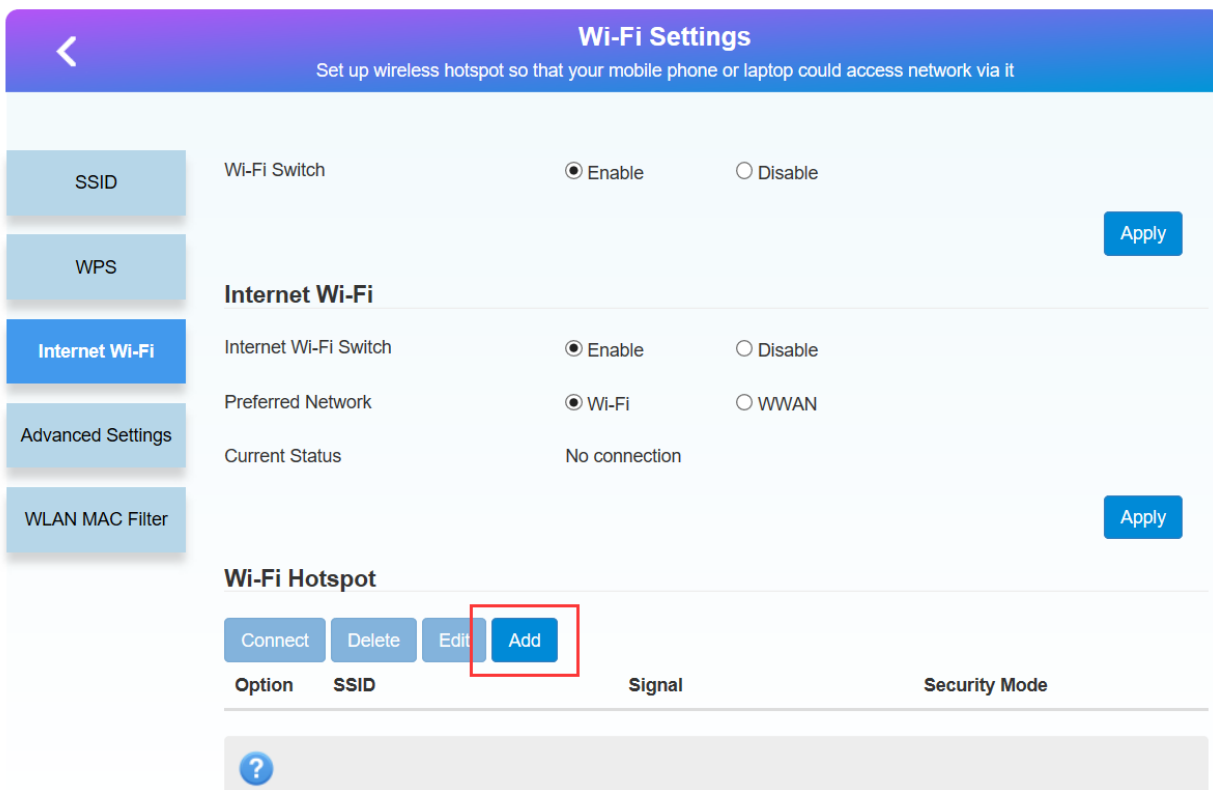 Wi-Fi Settings
Set up wireless hotspot so that your mobile phone or laptop could access network via it
SSID
WPS
Internet Wi-Fi
Advanced Settings
WLAN MAC Filter
Wi-Fi Switch Enable Disable
Apply
Internet Wi-Fi
Internet Wi-Fi Switch Enable Disable
Preferred Network Wi-Fi WWAN
Current Status No connection
Apply
Wi-Fi Hotspot
Connect Delete Edit Add
Option SSID Signal Security Mode
?